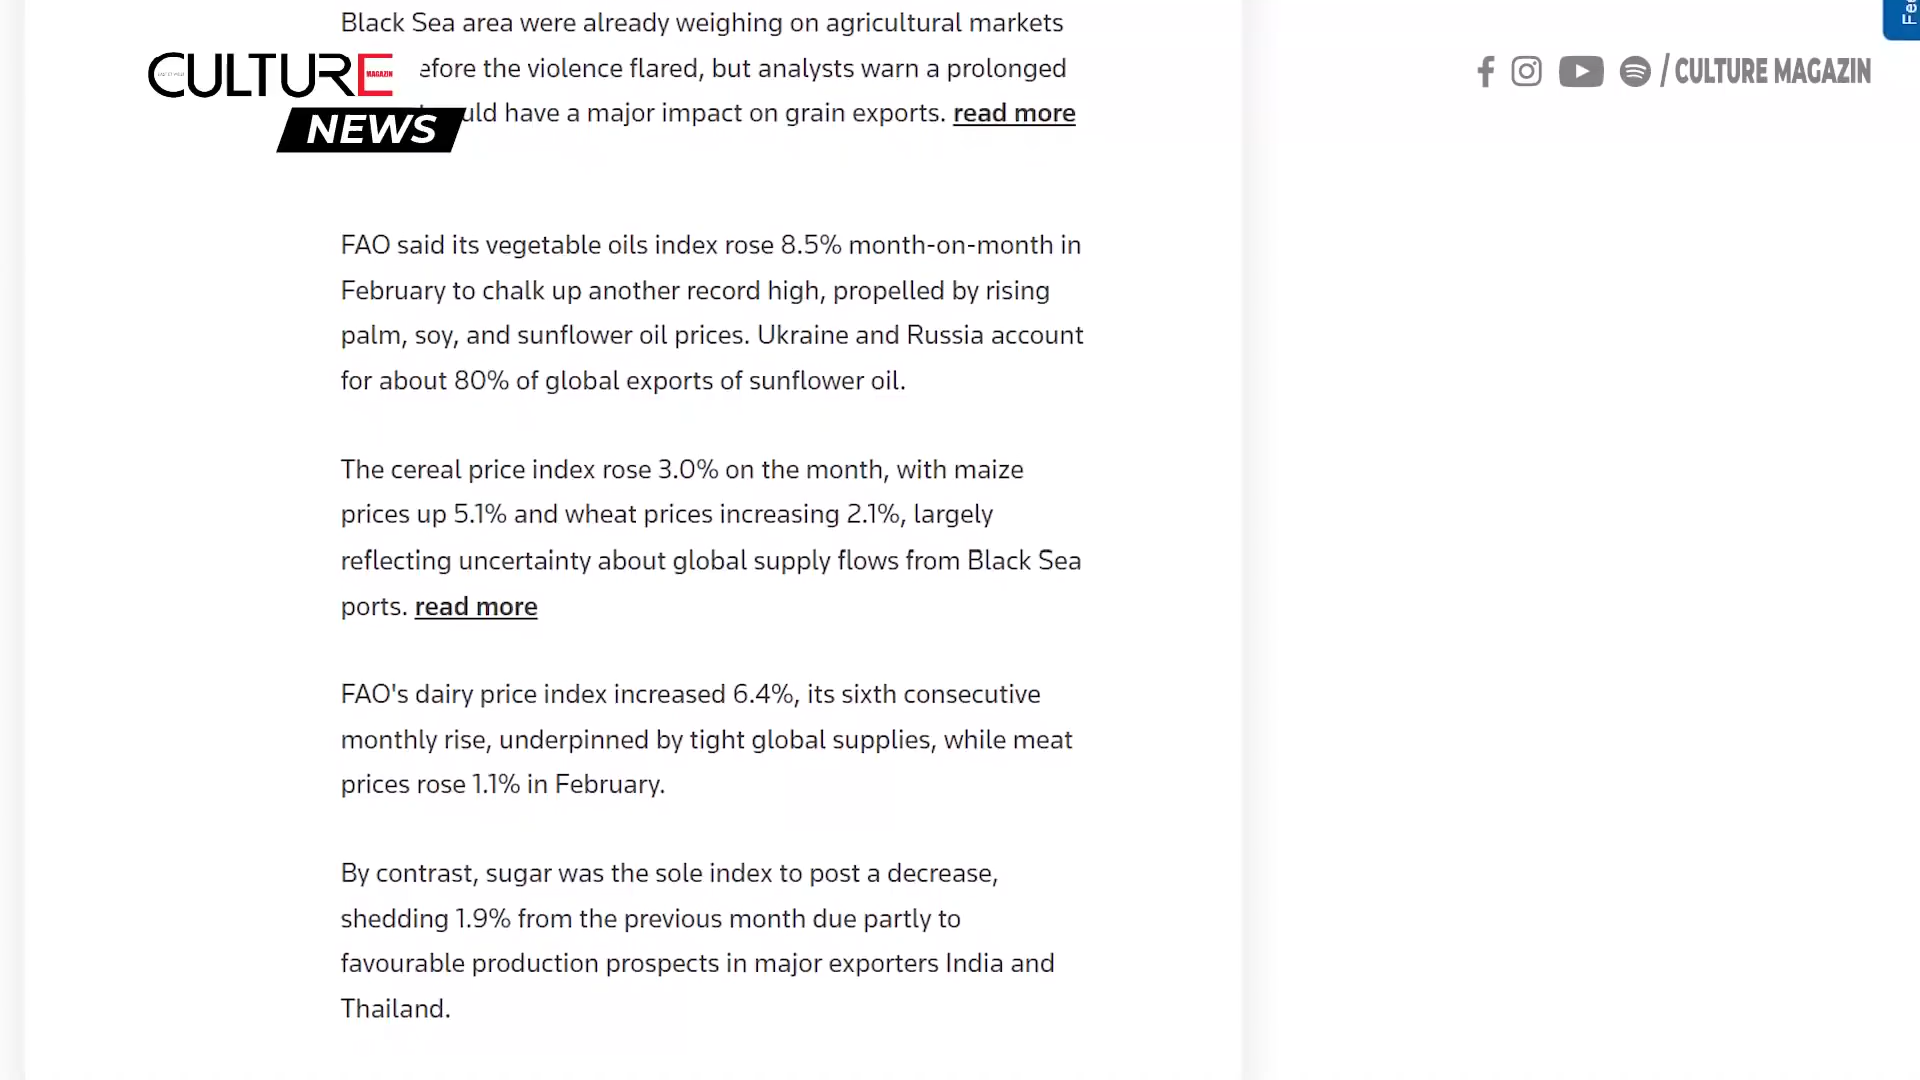 Black Sea area were already weighing on agricultural markets
CULTURE
MAGAZIN
efore the violence flared, but analysts warn a prolonged
/ CULTURE MAGAZIN
NEWS
uld have a major impact on grain exports. read more
Fee
FAO said its vegetable oils index rose 8.5% month-on-month in
February to chalk up another record high, propelled by rising
palm, soy, and sunflower oil prices. Ukraine and Russia account
for about 80% of global exports of sunflower oil.
The cereal price index rose 3.0% on the month, with maize
prices up 5.1% and wheat prices increasing 2.1%, largely
reflecting uncertainty about global supply flows from Black Sea
ports. read more
FAO's dairy price index increased 6.4%, its sixth consecutive
monthly rise, underpinned by tight global supplies, while meat
prices rose 1.1% in February.
By contrast, sugar was the sole index to post a decrease,
shedding 1.9% from the previous month due partly to
favourable production prospects in major exporters India and
Thailand.